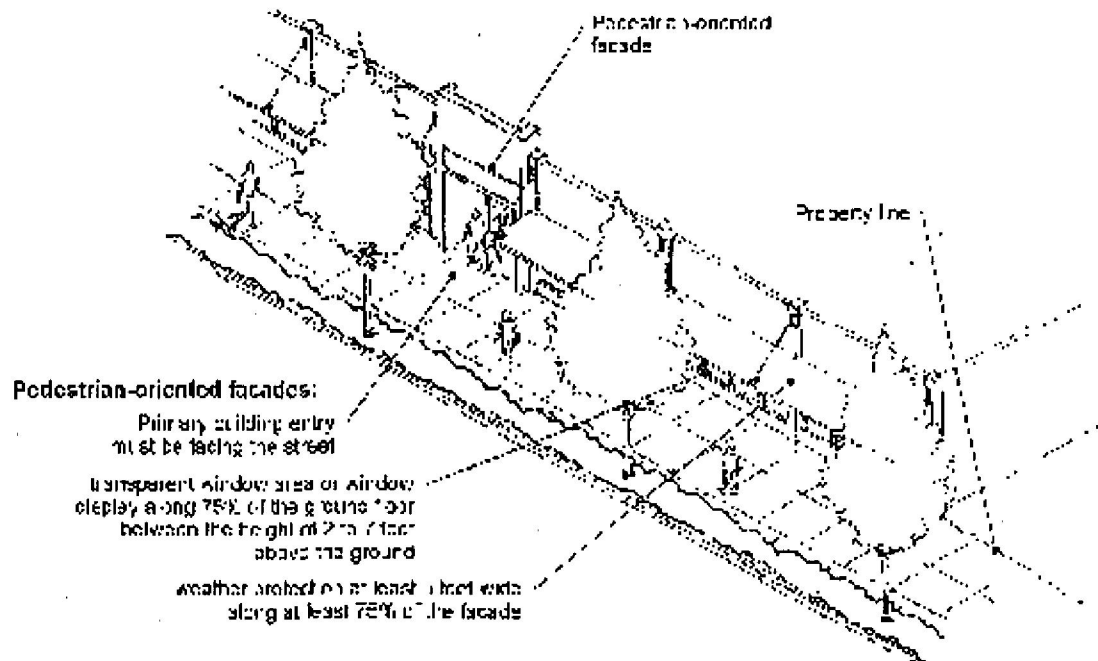 Pedestrian-oriented
facade
Property line
Pedestrian-oriented facades:
Primary building entry
must be facing the street
transparent window area or window
display along 75% of the ground floor
between the height of 2 to 7 feet
above the ground
weather protection at least feet wide
along at least 75% of the facade